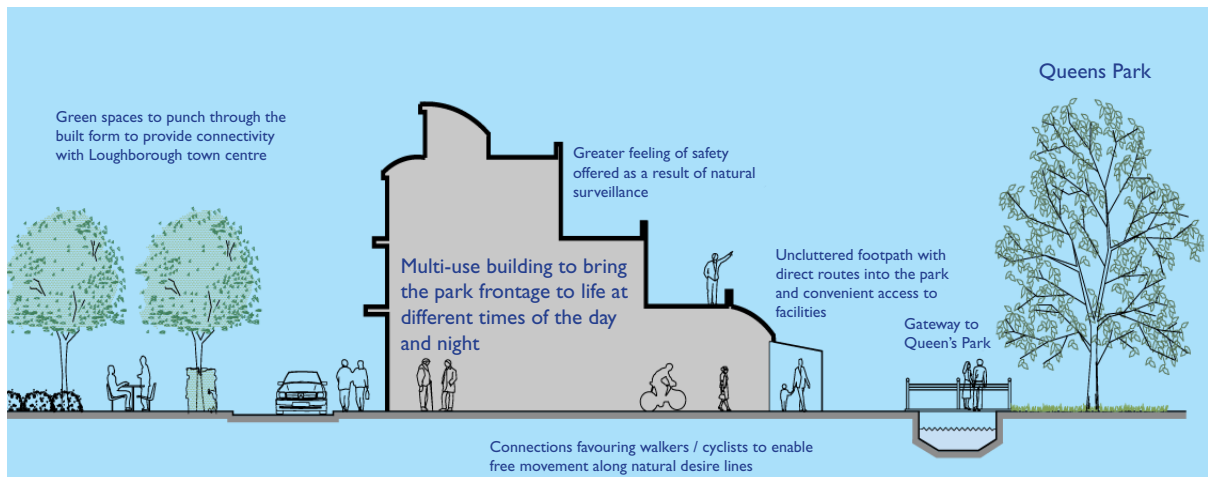 Queens Park
Green spaces to punch through the
built form to provide connectivity
with Loughborough town centre
Greater feeling of safety
offered as a result of natural
surveillance
Multi-use building to bring
the park frontage to life at
different times of the day
and night
Uncluttered footpath with
direct routes into the park
and convenient access to
facilities
Gateway to
Queen's Park
Connections favouring walkers / cyclists to enable
free movement along natural desire lines